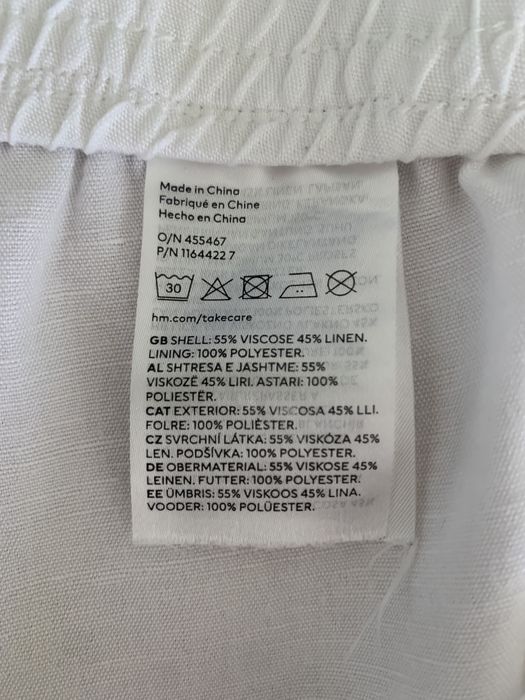 Made in China
Fabriqué en Chine
Hecho en China
O/N 455467
P/N 1164422 7
30
hm.com/takecare
GB SHELL: 55% VISCOSE 45% LINEN.
LINING: 100% POLYESTER.
AL SHTRESA E JASHTME: 55%
VISKOZË 45% LIRI. ASTARI: 100%
POLIESTËR.
CAT EXTERIOR: 55% VISCOSA 45% LLI.
FOLRE: 100% POLIÈSTER.
CZ SVRCHNÍ LÁTKA: 55% VISKÓZA 45%
LEN. PODŠÍVKA: 100% POLYESTER.
DE OBERMATERIAL: 55% VISKOSE 45%
LEINEN. FUTTER: 100% POLYESTER.
EE ÜMBRIS: 55% VISKOOS 45% LINA.
VOODER: 100% POLÜESTER.